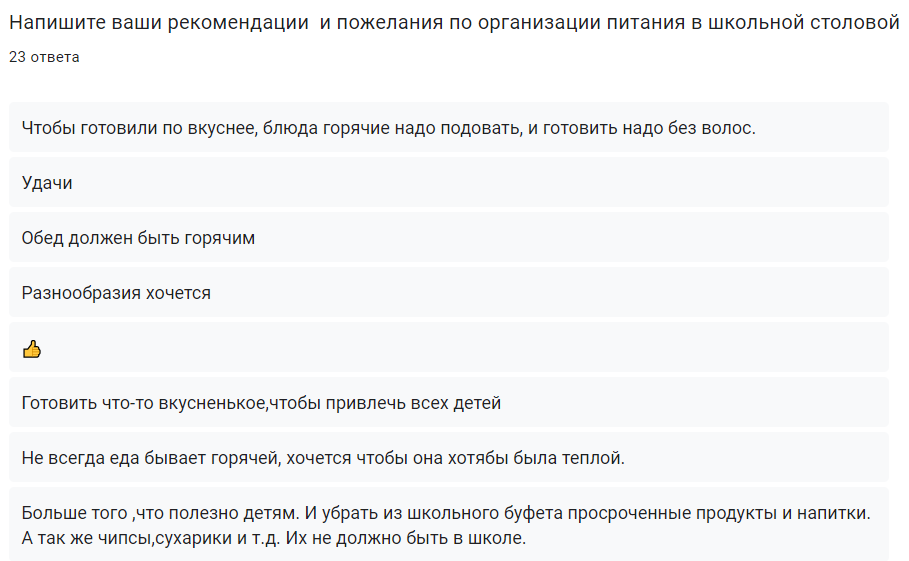 Напишите ваши рекомендации  и пожелания по организации питания в школьной столовой
23 ответа
Чтобы готовили по вкуснее, блюда горячие надо подовать, и готовить надо без волос.
Удачи
Обед должен быть горячим
Разнообразия хочется
👍
Готовить что-то вкусненькое,чтобы привлечь всех детей
Не всегда еда бывает горячей, хочется чтобы она хотябы была теплой.
Больше того ,что полезно детям. И убрать из школьного буфета просроченные продукты и напитки.
А так же чипсы,сухарики и т.д. Их не должно быть в школе.